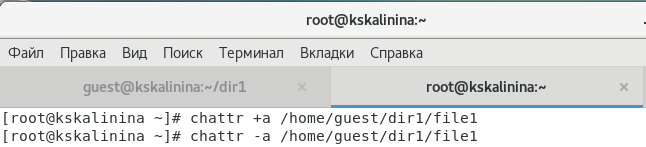 root@kskalinina:~
Файл Правка Вид Поиск Терминал Вкладки Справка
guest@kskalinina:~/dir1 × root@kskalinina:~ ×
[root@kskalinina ~]# chattr +a /home/guest/dir1/file1
[root@kskalinina ~]# chattr -a /home/guest/dir1/file1